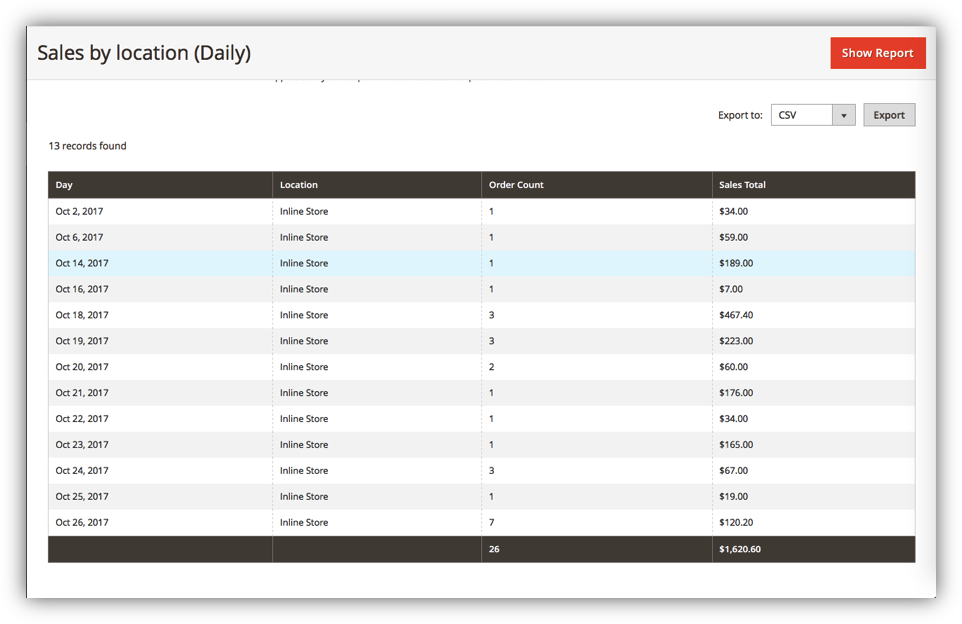 Sales by location (Daily)
Show Report
Export to:
CSV
Export
13 records found
Day Location Order Count Sales Total
Oct 2, 2017 Inline Store 1 $34.00
Oct 6, 2017 Inline Store 1 $59.00
Oct 14, 2017 Inline Store 1 $189.00
Oct 16, 2017 Inline Store 1 $7.00
Oct 18, 2017 Inline Store 3 $467.40
Oct 19, 2017 Inline Store 3 $223.00
Oct 20, 2017 Inline Store 2 $60.00
Oct 21, 2017 Inline Store 1 $176.00
Oct 22, 2017 Inline Store 1 $34.00
Oct 23, 2017 Inline Store 1 $165.00
Oct 24, 2017 Inline Store 3 $67.00
Oct 25, 2017 Inline Store 1 $19.00
Oct 26, 2017 Inline Store 7 $120.20
26 $1,620.60